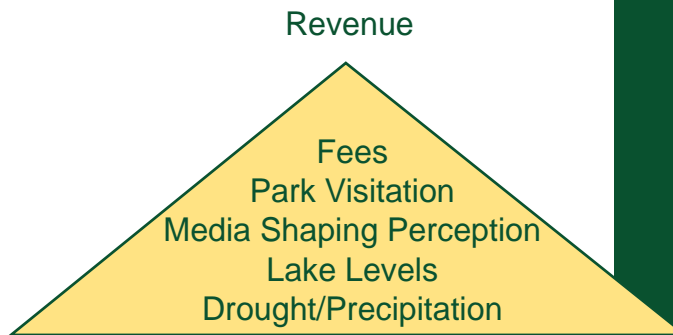 Revenue
Fees
Park Visitation
Media Shaping Perception
Lake Levels
Drought/Precipitation